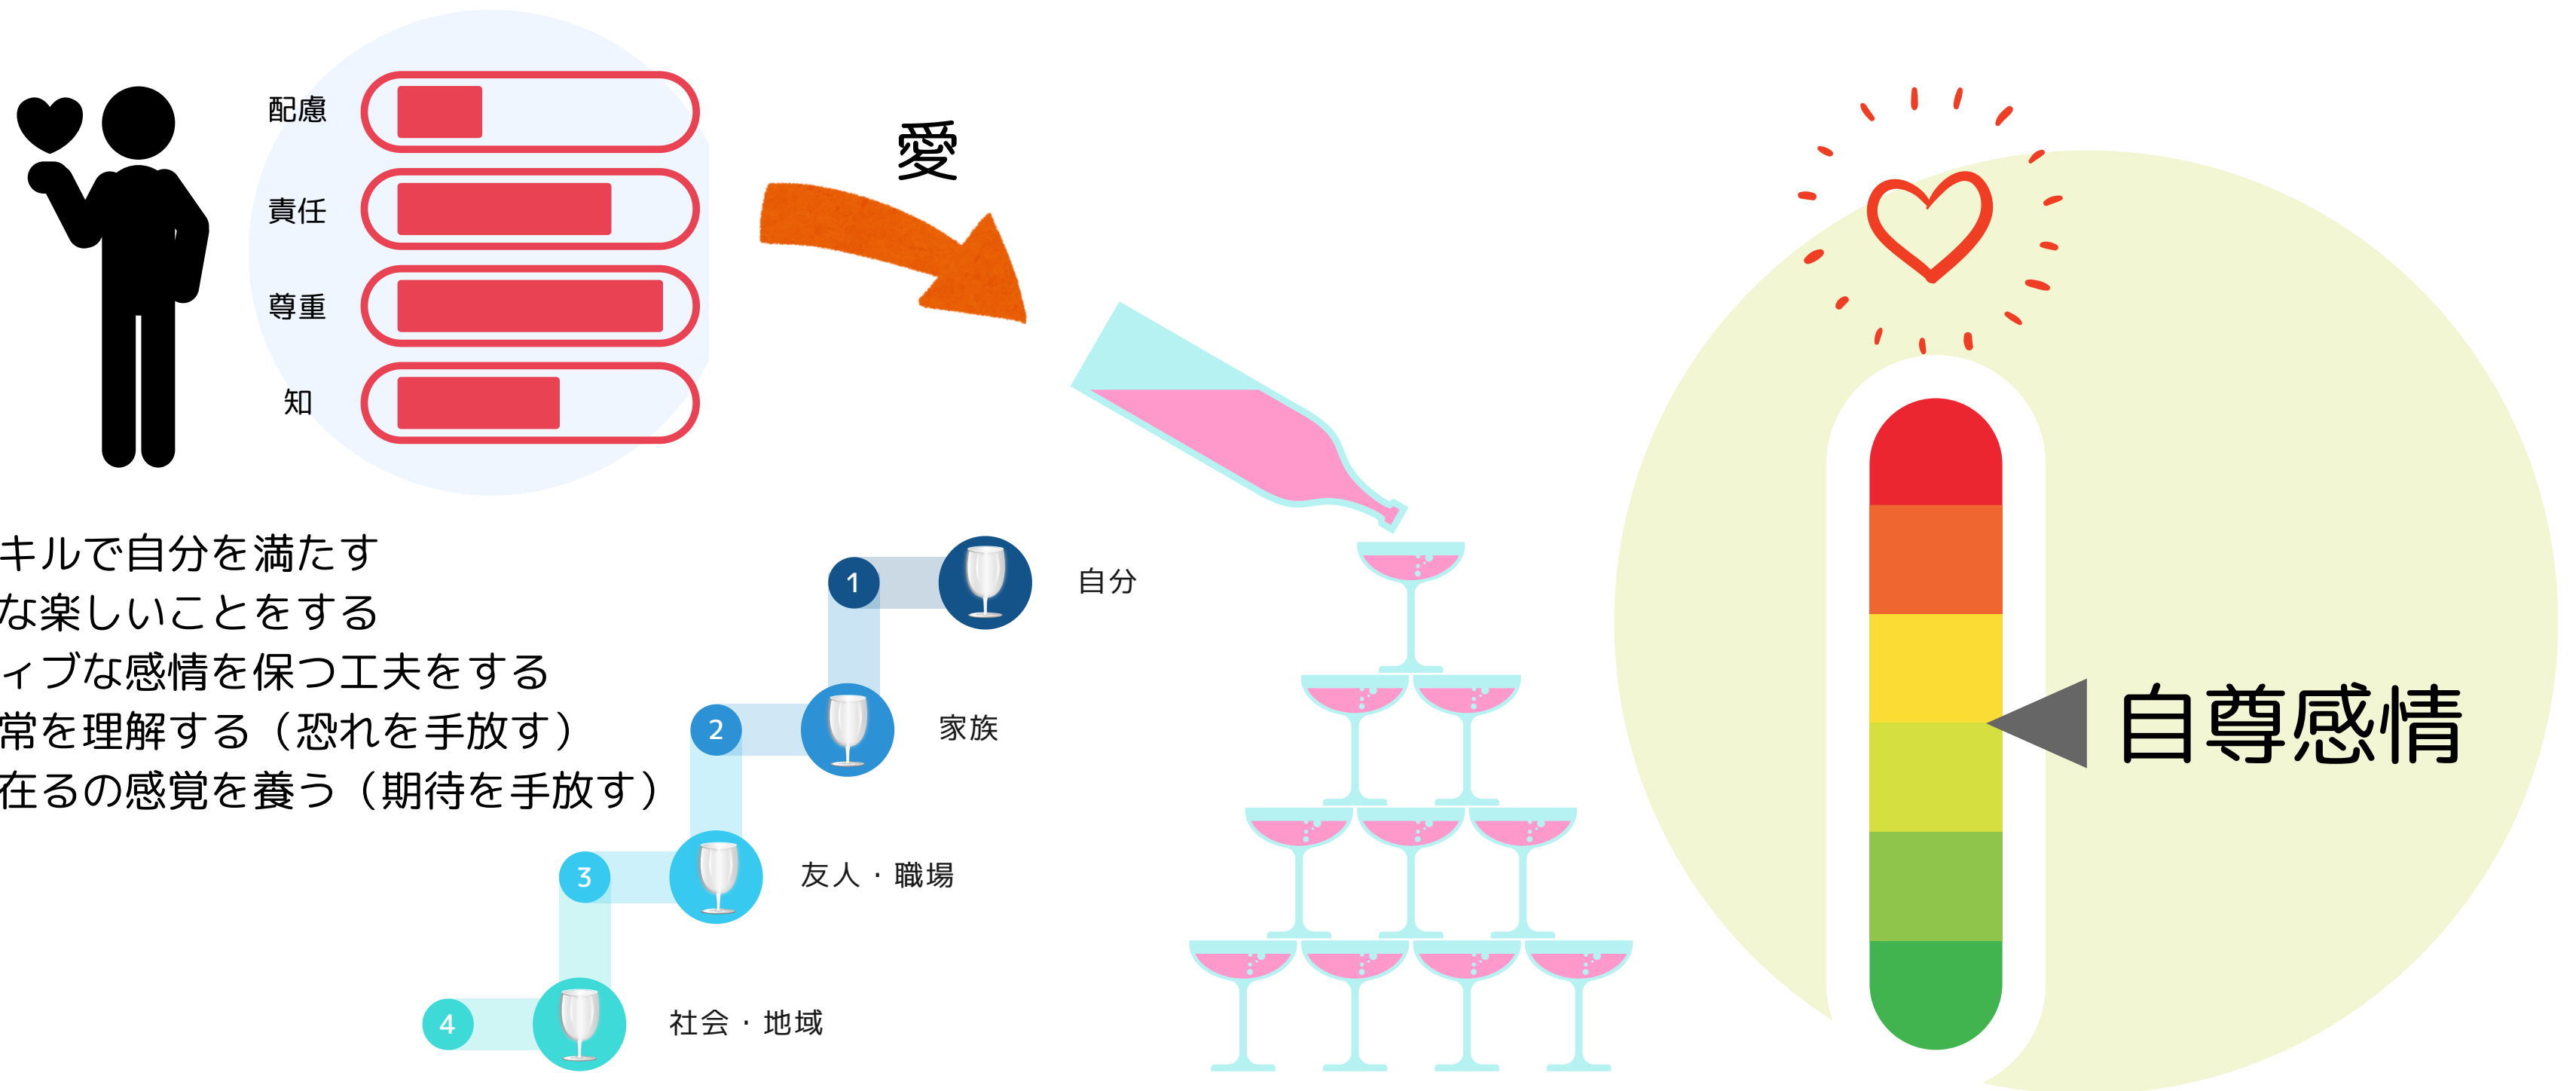 配慮
責任
尊重
知
愛
キルで自分を満たす
な楽しいことをする
ィブな感情を保つ工夫をする
常を理解する（恐れを手放す）
在るの感覚を養う（期待を手放す）
1
自分
2
家族
3
友人・職場
4
社会・地域
自尊感情